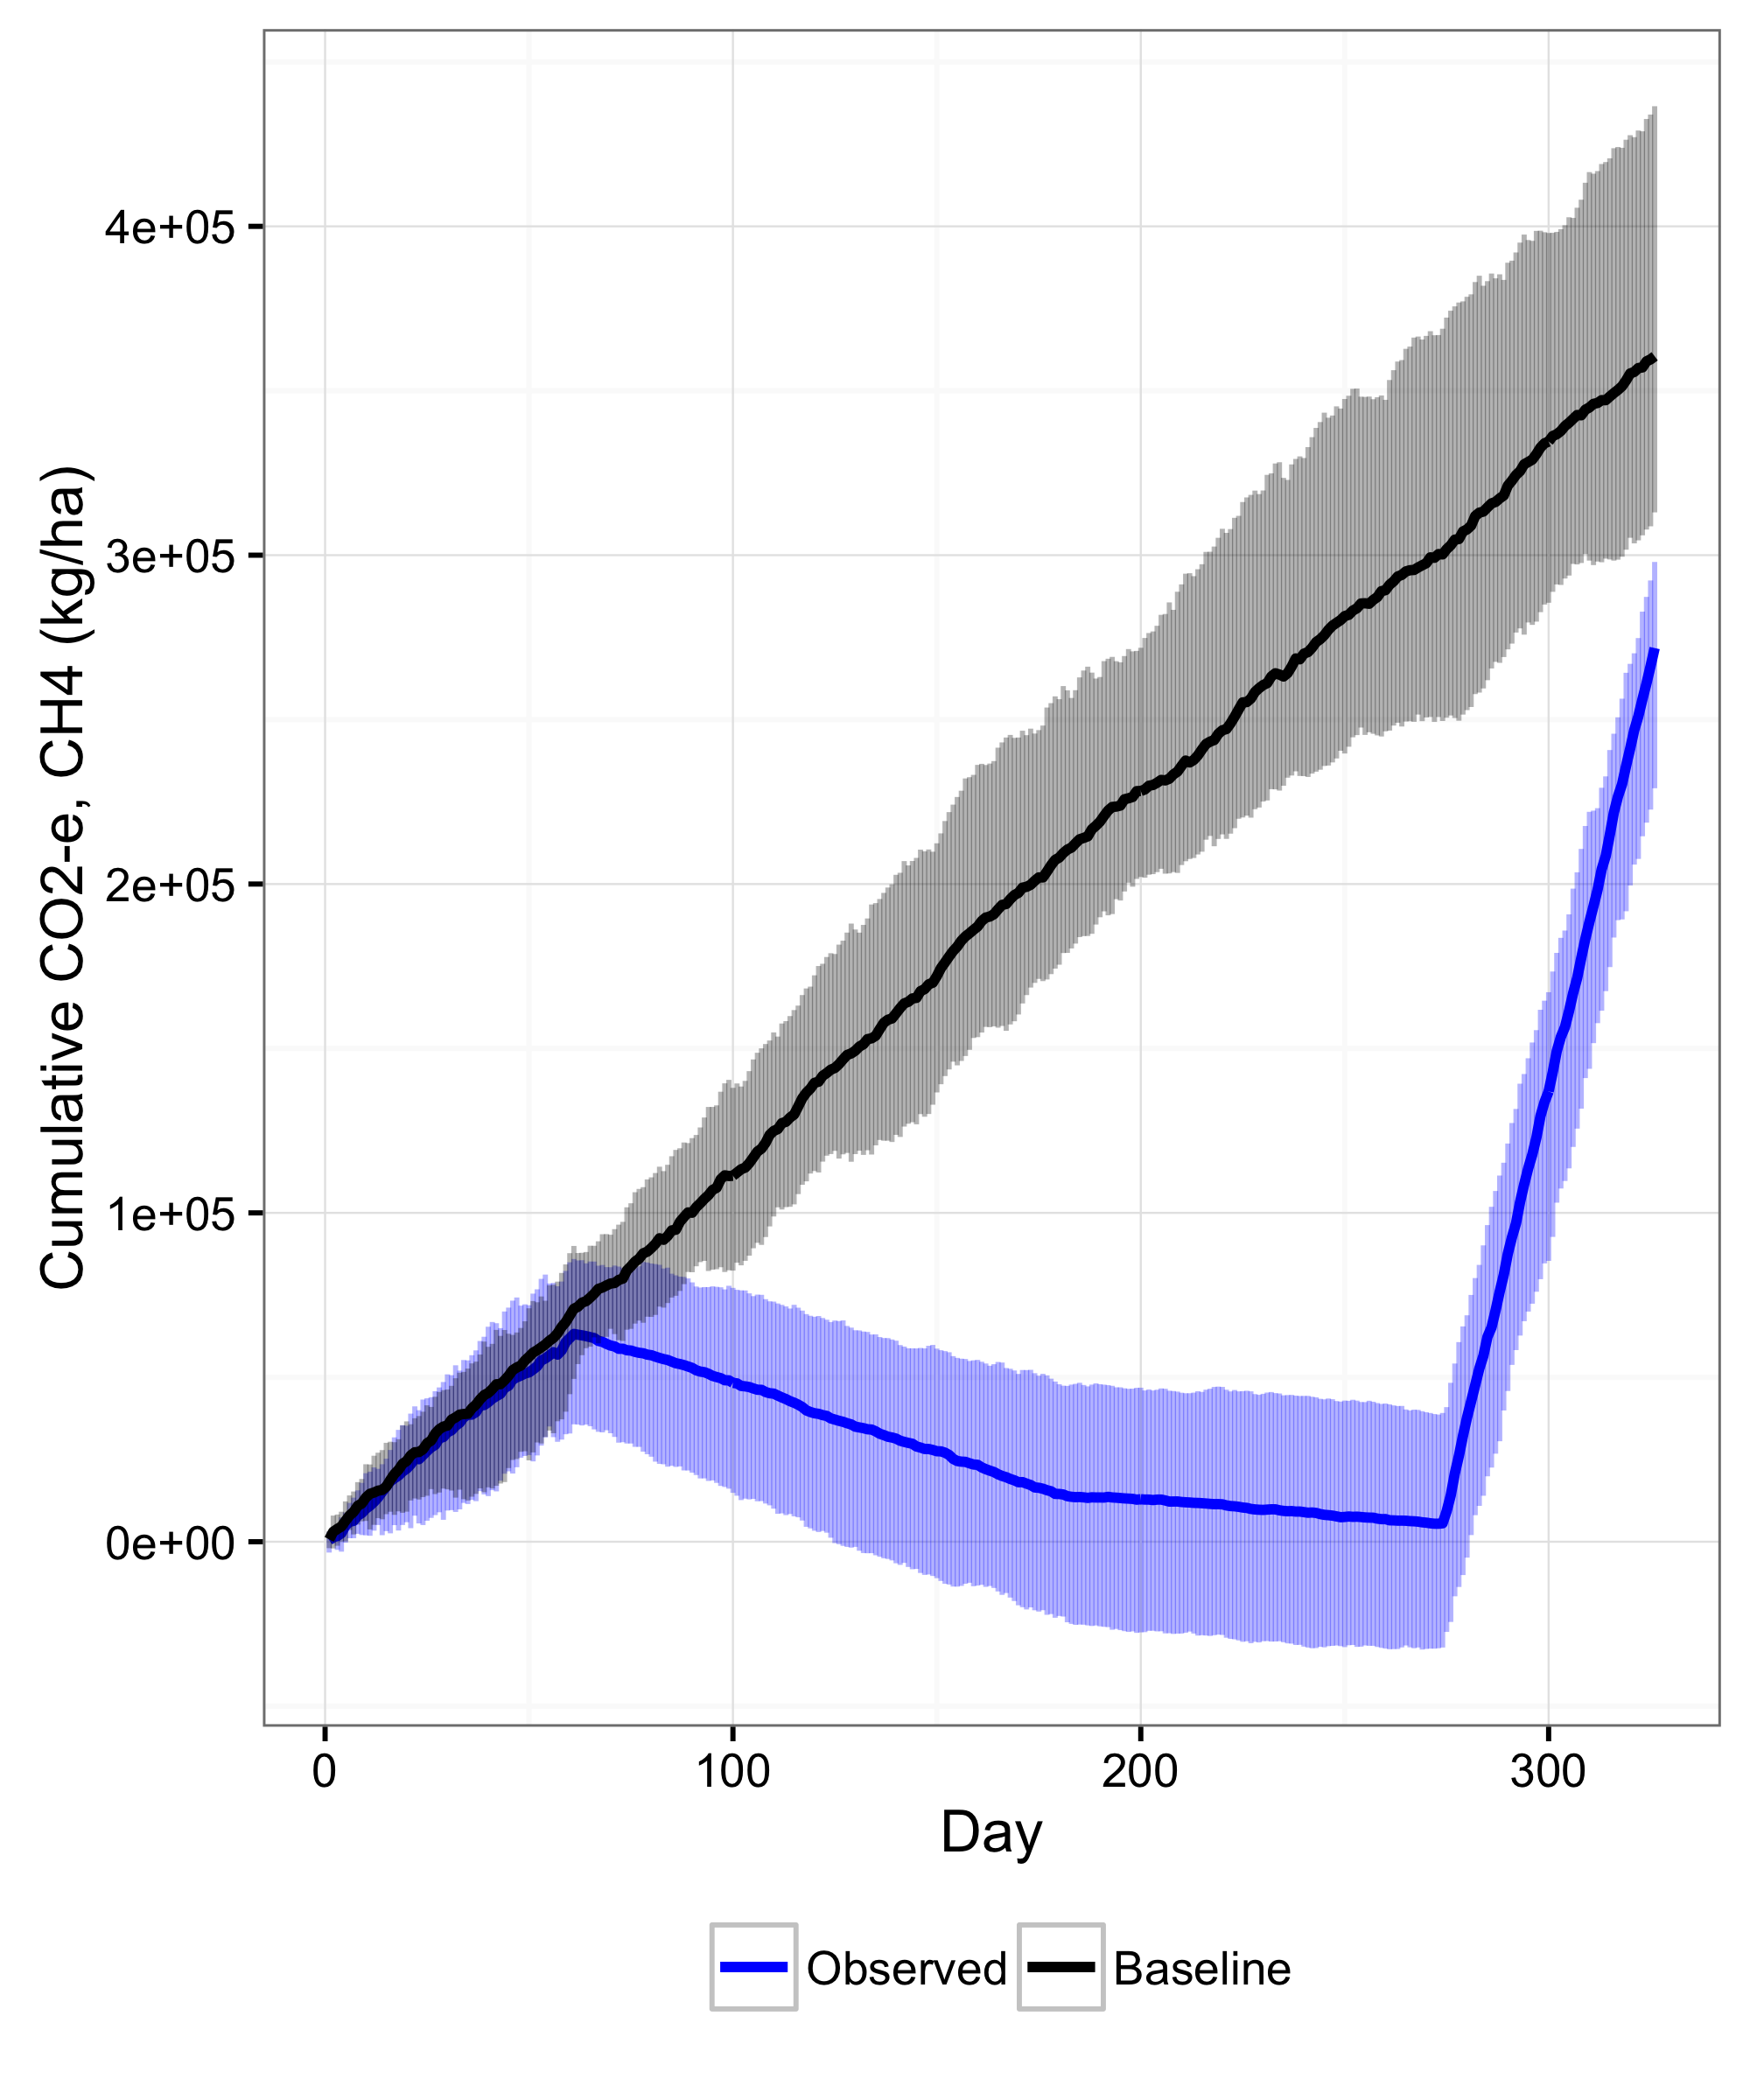 Cumulative CO2-e, CH4 (kg/ha)
4e+05
3e+05
2e+05
1e+05
0e+00
0 100 200 300
Day
Observed Baseline